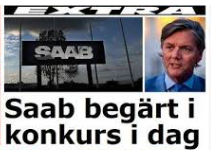 EXTRA
SAAB
Saab begärt i
konkurs i dag